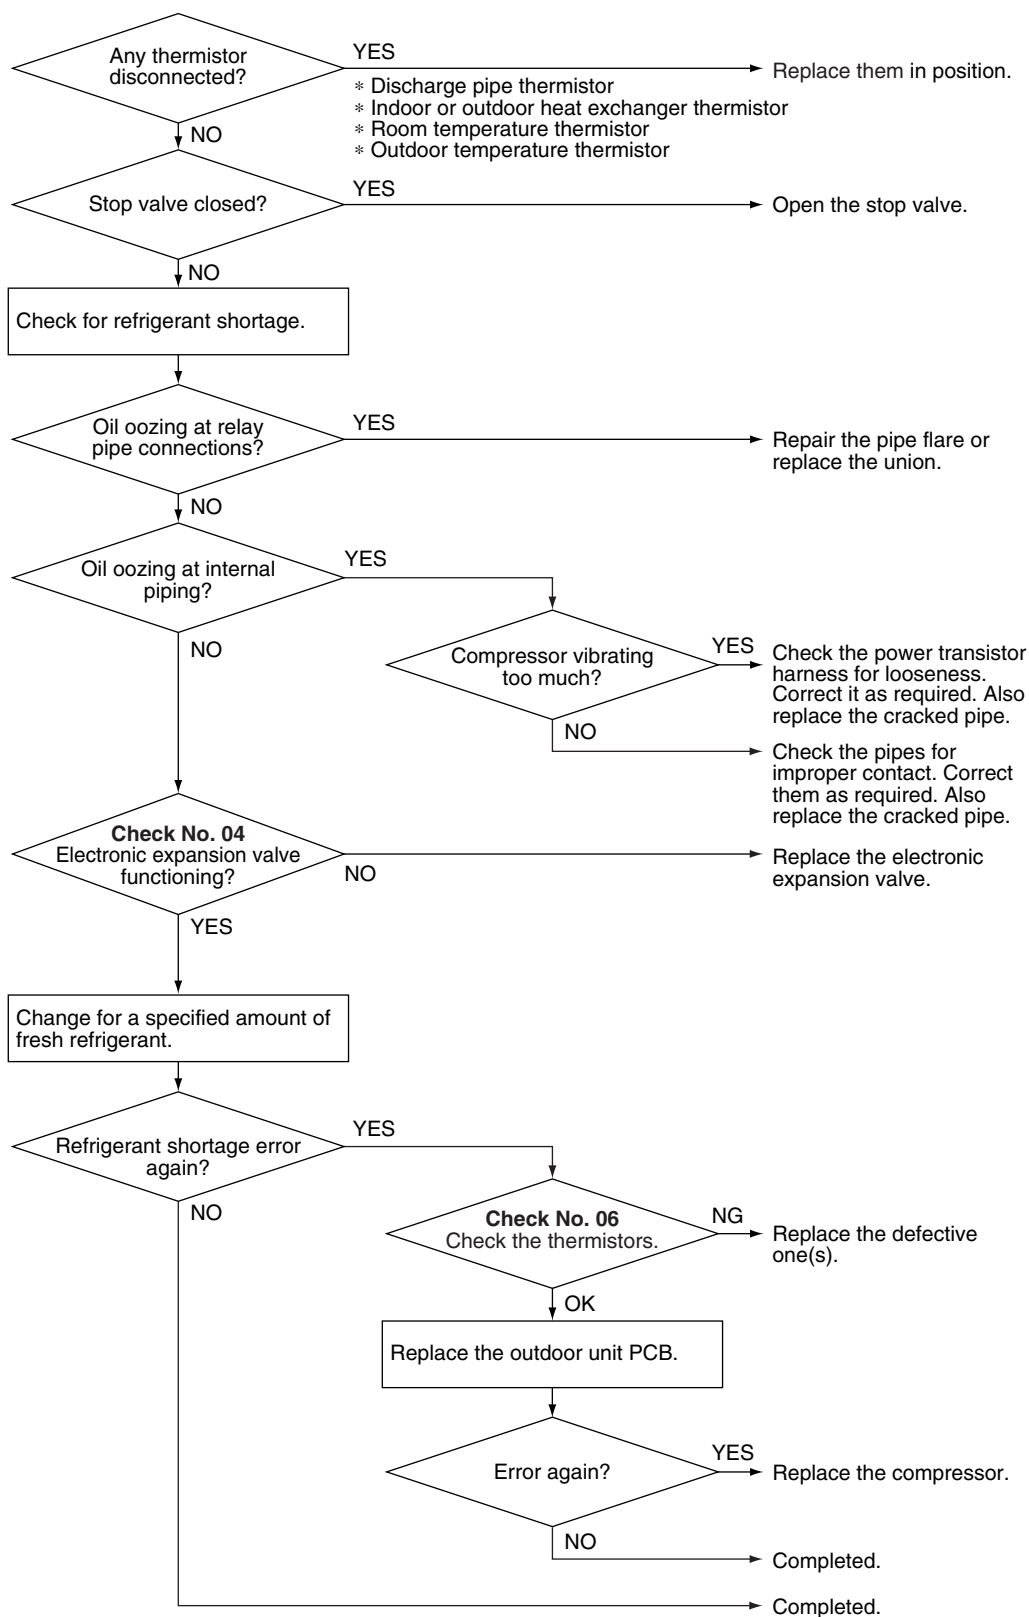 Any thermistor
disconnected?
YES
Replace them in position.
∗ Discharge pipe thermistor
∗ Indoor or outdoor heat exchanger thermistor
∗ Room temperature thermistor
∗ Outdoor temperature thermistor
NO
Stop valve closed?
YES
Open the stop valve.
NO
Check for refrigerant shortage.
Oil oozing at relay
pipe connections?
YES
Repair the pipe flare or
replace the union.
NO
Oil oozing at internal
piping?
YES
NO
Compressor vibrating
too much?
YES
Check the power transistor
harness for looseness.
Correct it as required. Also
replace the cracked pipe.
NO
Check the pipes for
improper contact. Correct
them as required. Also
replace the cracked pipe.
Check No. 04
Electronic expansion valve
functioning?
NO
Replace the electronic
expansion valve.
YES
Change for a specified amount of
fresh refrigerant.
Refrigerant shortage error
again?
YES
NO
Check No. 06
Check the thermistors.
NG
Replace the defective
one(s).
OK
Replace the outdoor unit PCB.
Error again?
YES
Replace the compressor.
NO
Completed.
Completed.